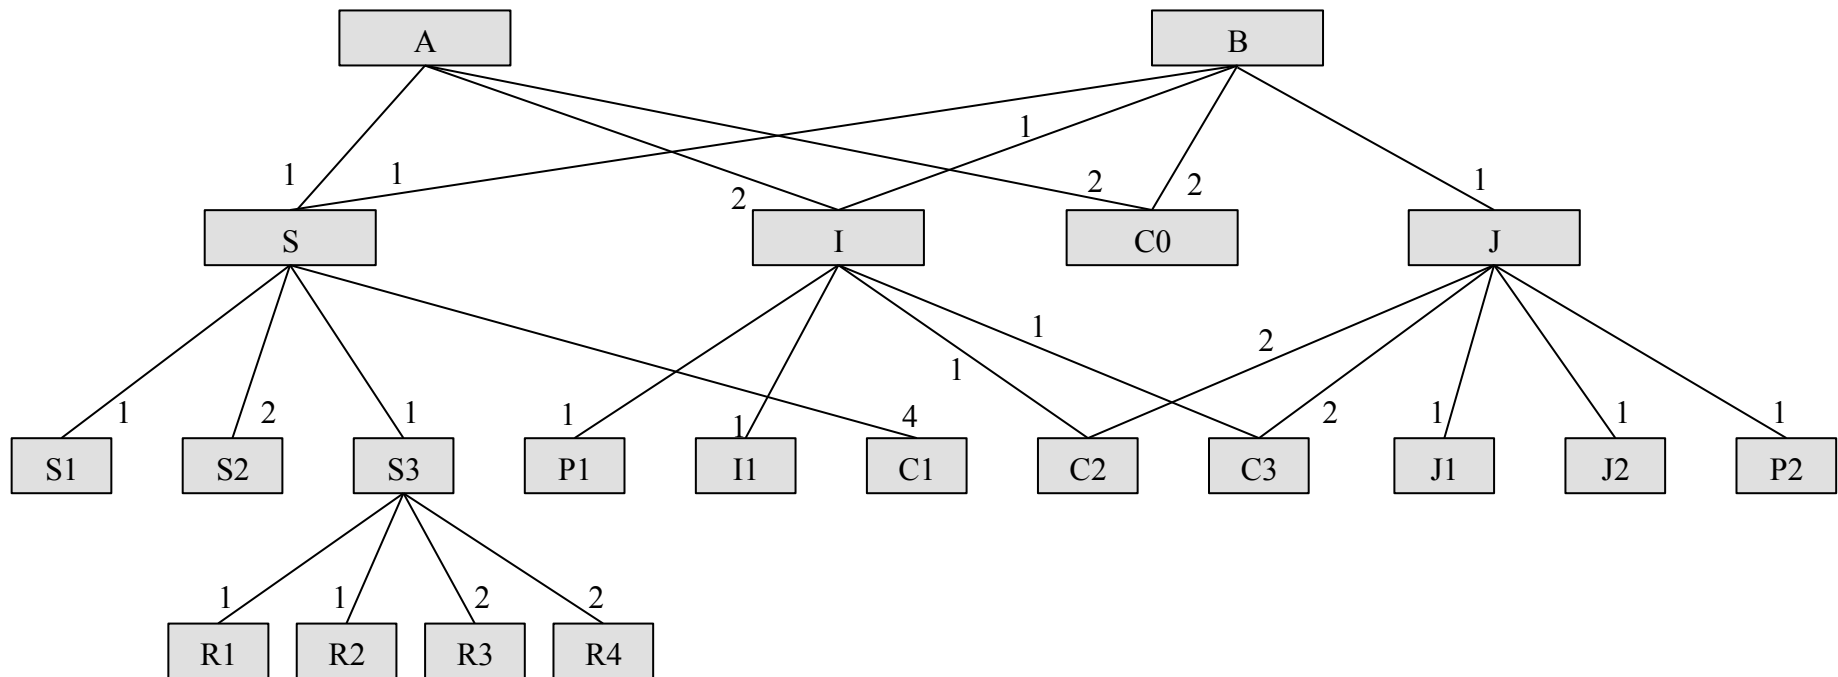 A B
1 1 2 1 2 2 1
S I C0 J
1 2 1 1 1 4 1 1 2 2 1 1 1
S1 S2 S3 P1 I1 C1 C2 C3 J1 J2 P2
1 1 2 2
R1 R2 R3 R4